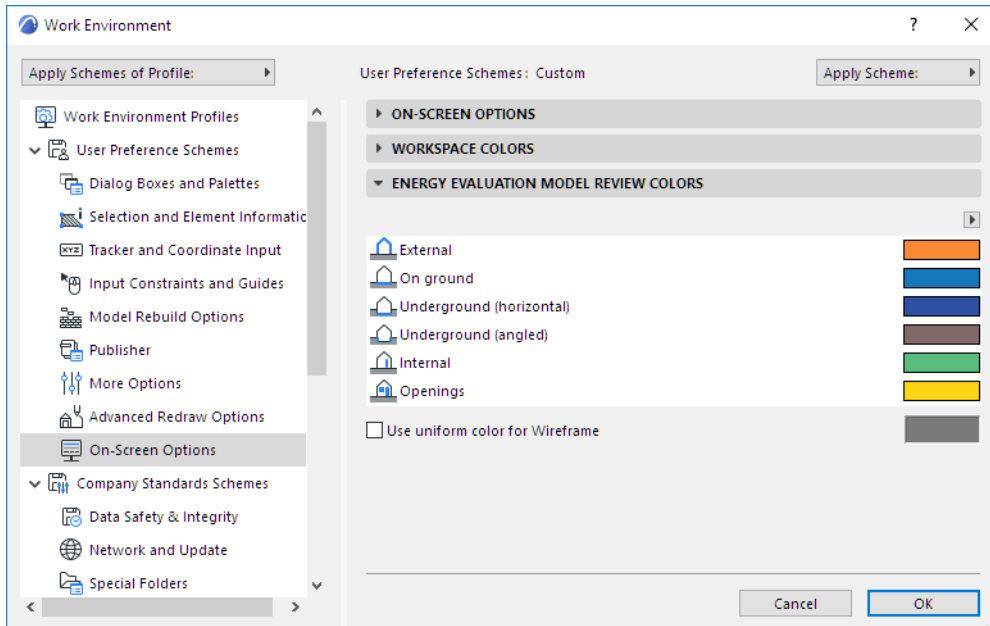 Work Environment
?
Apply Schemes of Profile:
User Preference Schemes: Custom
Apply Scheme:
Work Environment Profiles
User Preference Schemes
Dialog Boxes and Palettes
Selection and Element Informatic
XYZ Tracker and Coordinate Input
Input Constraints and Guides
Model Rebuild Options
Publisher
More Options
Advanced Redraw Options
On-Screen Options
Company Standards Schemes
Data Safety & Integrity
Network and Update
Special Folders
ON-SCREEN OPTIONS
WORKSPACE COLORS
ENERGY EVALUATION MODEL REVIEW COLORS
External
On ground
Underground (horizontal)
Underground (angled)
Internal
Openings
Use uniform color for Wireframe
Cancel
OK